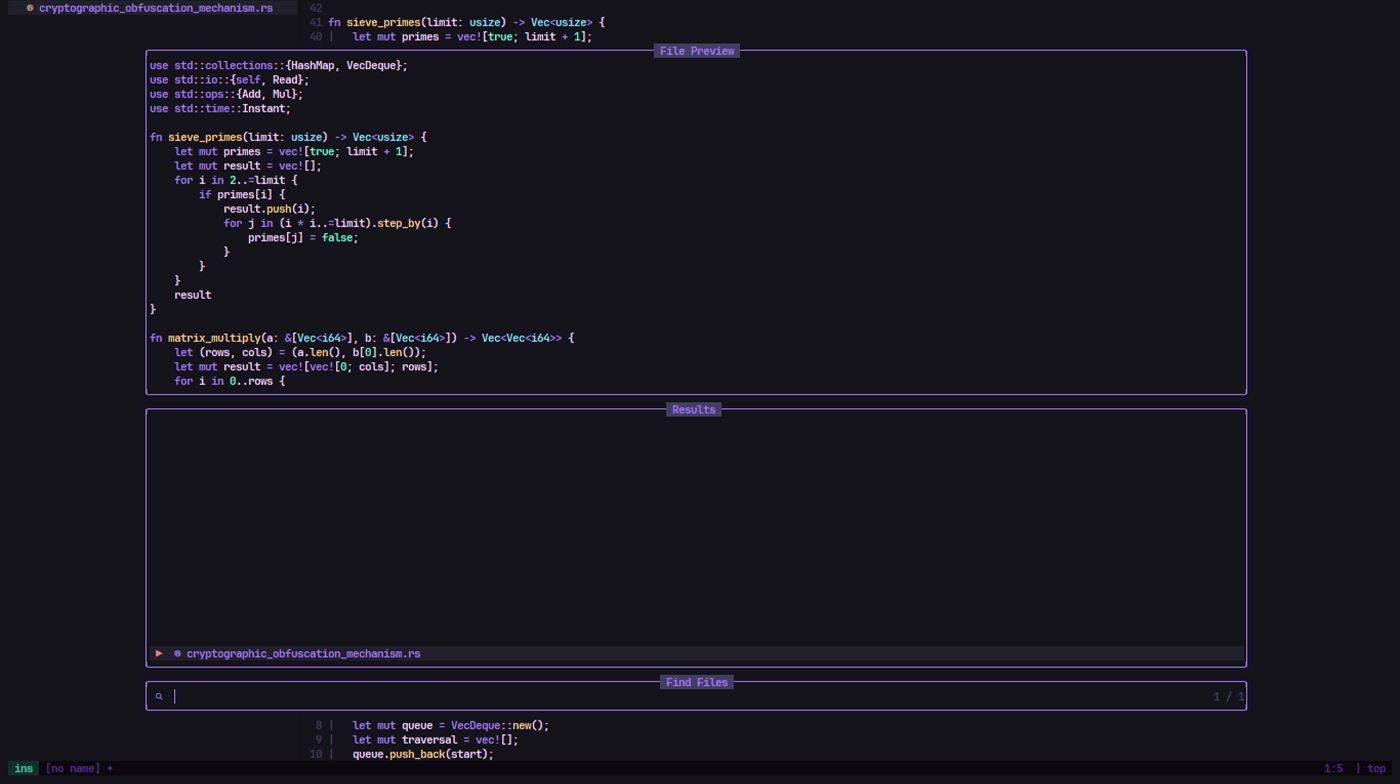 cryptographic_obfuscation_mechanism.rs
42
41 fn sieve_primes(limit: usize) -> Vec<usize> {
40 | let mut primes = vec![true; limit + 1];
File Preview
use std::collections::{HashMap, VecDeque};
use std::io::{self, Read};
use std::ops::{Add, Mul};
use std::time::Instant;
fn sieve_primes(limit: usize) -> Vec<usize> {
    let mut primes = vec![true; limit + 1];
    let mut result = vec![];
    for i in 2..=limit {
        if primes[i] {
            result.push(i);
            for j in (i * i..=limit).step_by(i) {
                primes[j] = false;
            }
        }
    }
    result
}
fn matrix_multiply(a: &[Vec<i64>], b: &[Vec<i64>]) -> Vec<Vec<i64>> {
    let (rows, cols) = (a.len(), b[0].len());
    let mut result = vec![vec![0; cols]; rows];
    for i in 0..rows {
Results
cryptographic_obfuscation_mechanism.rs
Find Files
1 / 1
8 | let mut queue = VecDeque::new();
9 | let mut traversal = vec![];
10 | queue.push_back(start);
ins [no name] + 1:5 | top